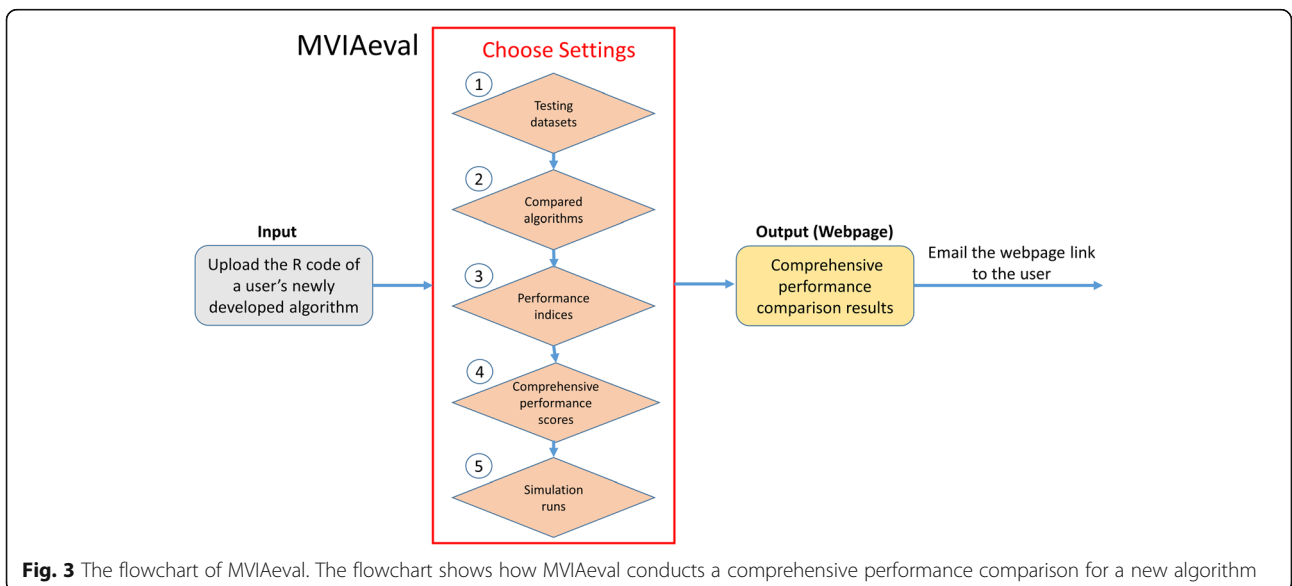 MVIAeval
Choose Settings
1
Testing
datasets
2
Compared
algorithms
3
Performance
indices
4
Comprehensive
performance
scores
5
Simulation
runs
Input
Upload the R code of
a user's newly
developed algorithm
Output (Webpage)
Comprehensive
performance
comparison results
Email the webpage link
to the user
Fig. 3 The flowchart of MVIAeval. The flowchart shows how MVIAeval conducts a comprehensive performance comparison for a new algorithm